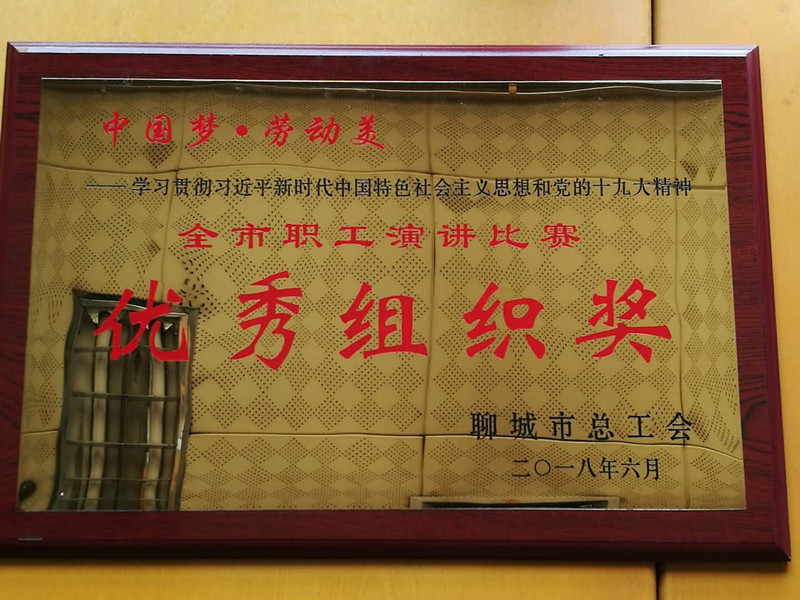 中国梦·劳动美
——学习贯彻习近平新时代中国特色社会主义思想和党的十九大精神
全市职工演讲比赛
优秀组织奖
聊城市总工会
二〇一八年六月